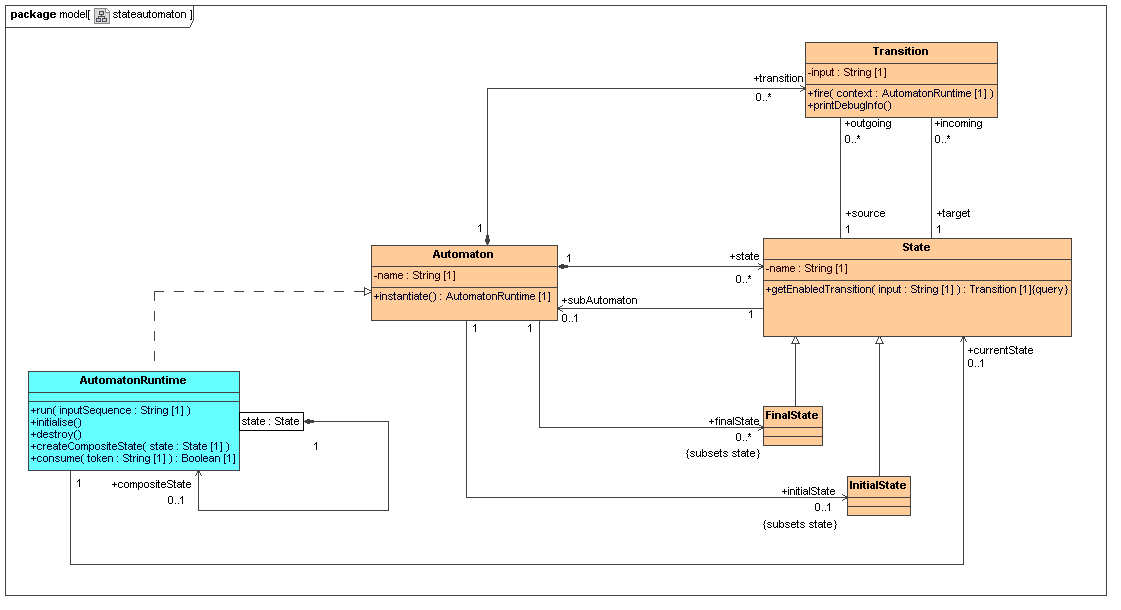 package model[ stateautomaton ]
Transition
-input : String [1]
+fire( context : AutomatonRuntime [1] )
+printDebugInfo()
+transition
0..*
+outgoing
+incoming
0..*
0..*
+source
+target
1
1
1
Automaton
-name : String [1]
+instantiate() : AutomatonRuntime [1]
1
+state
0..*
State
-name : String [1]
+getEnabledTransition( input : String [1] ) : Transition [1]{query}
+subAutomaton
0..1
1
1
1
+currentState
0..1
AutomatonRuntime
+run( inputSequence : String [1] )
+initialise()
+destroy()
+createCompositeState( state : State [1] )
+consume( token : String [1] ) : Boolean [1]
state : State
1
+finalState
0..*
{subsets state}
FinalState
1
+compositeState
0..1
+initialState
0..1
{subsets state}
InitialState